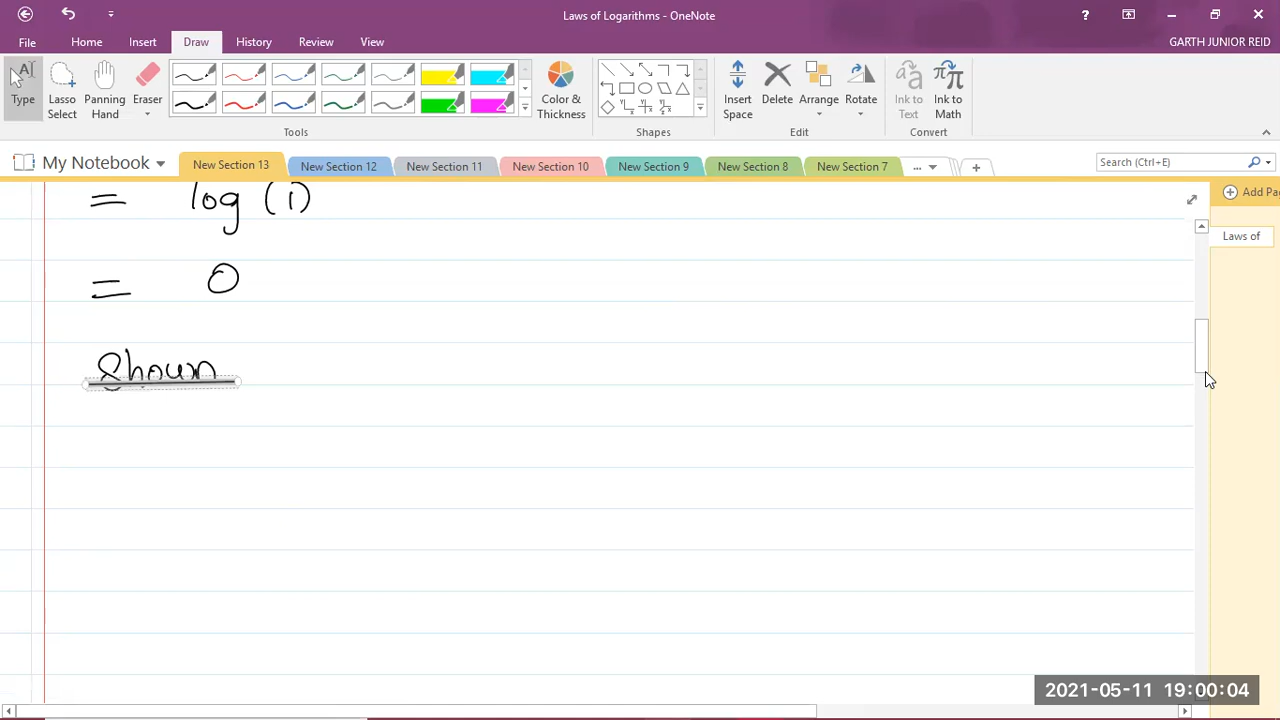 Laws of Logarithms - OneNote
?
File
Home
Insert
Draw
History
Review
View
GARTH JUNIOR REID
Type
Lasso Select
Panning Hand
Eraser
Color & Thickness
Insert Space
Delete
Arrange
Rotate
Ink to Text
Ink to Math
Tools
Shapes
Edit
Convert
My Notebook
New Section 13
New Section 12
New Section 11
New Section 10
New Section 9
New Section 8
New Section 7
...
Search (Ctrl+E)
Add Pag
Laws of
= log (1)
= 0
Shown
2021-05-11 19:00:04